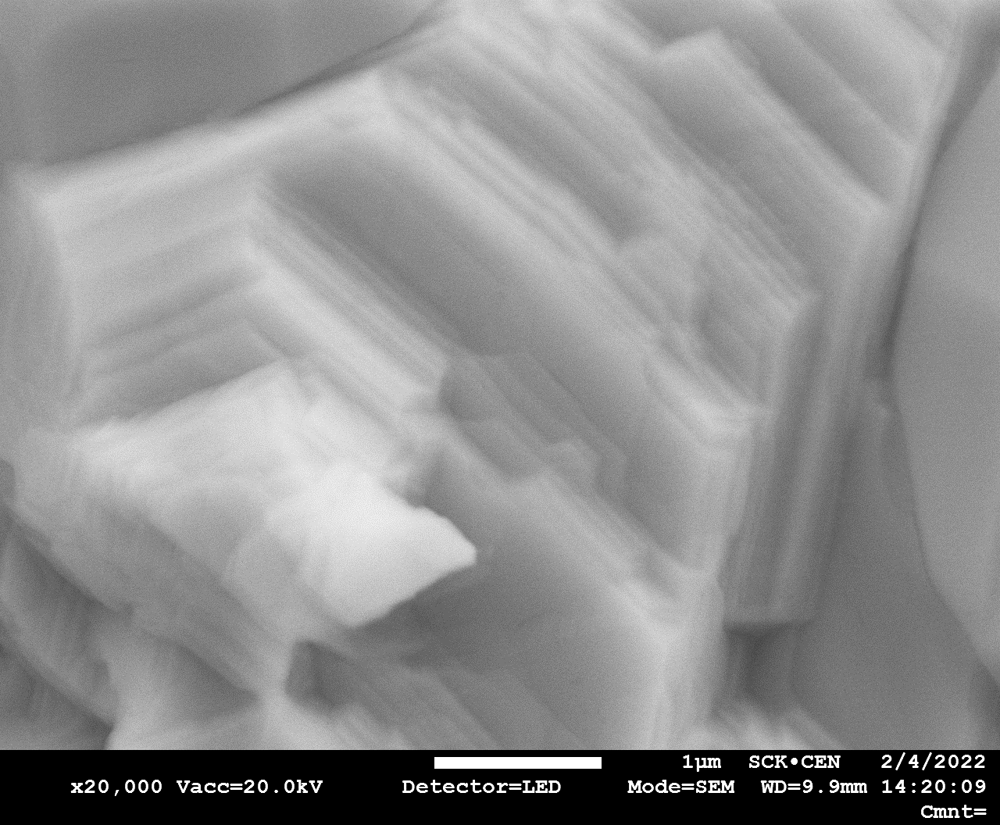 1µm SCK•CEN 2/4/2022
x20,000 Vacc=20.0kV Detector=LED Mode=SEM WD=9.9mm 14:20:09
Cmnt=